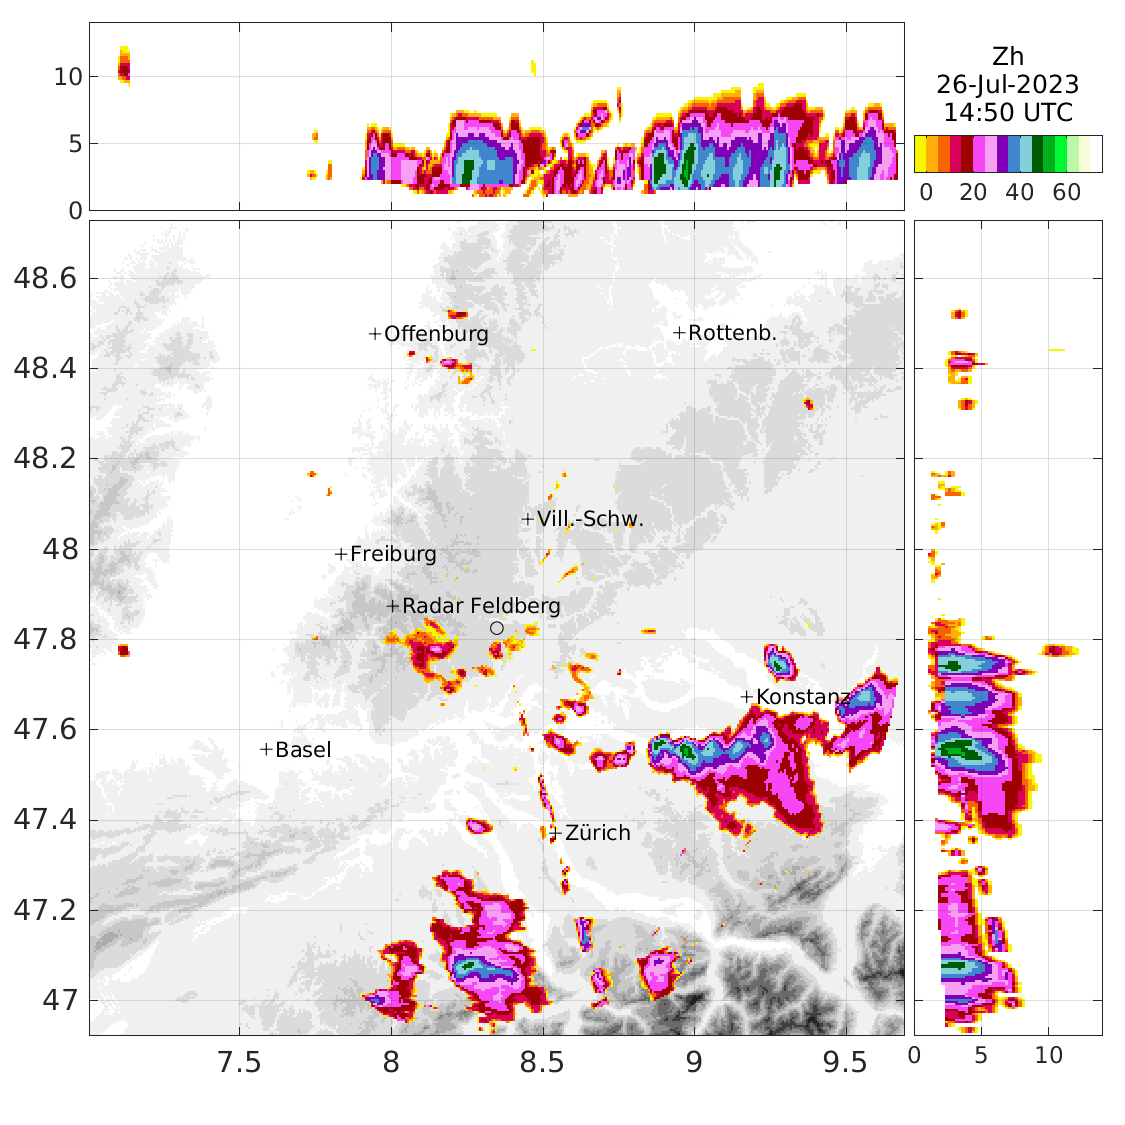 10
5
0
Zh
26-Jul-2023
14:50 UTC
0 20 40 60
48.6
48.4
48.2
48
47.8
47.6
47.4
47.2
47
+Offenburg
+Rottenb.
+Vill.-Schw.
+Freiburg
+Radar Feldberg
+Konstanz
+Basel
+Zürich
7.5 8 8.5 9 9.5
0 5 10